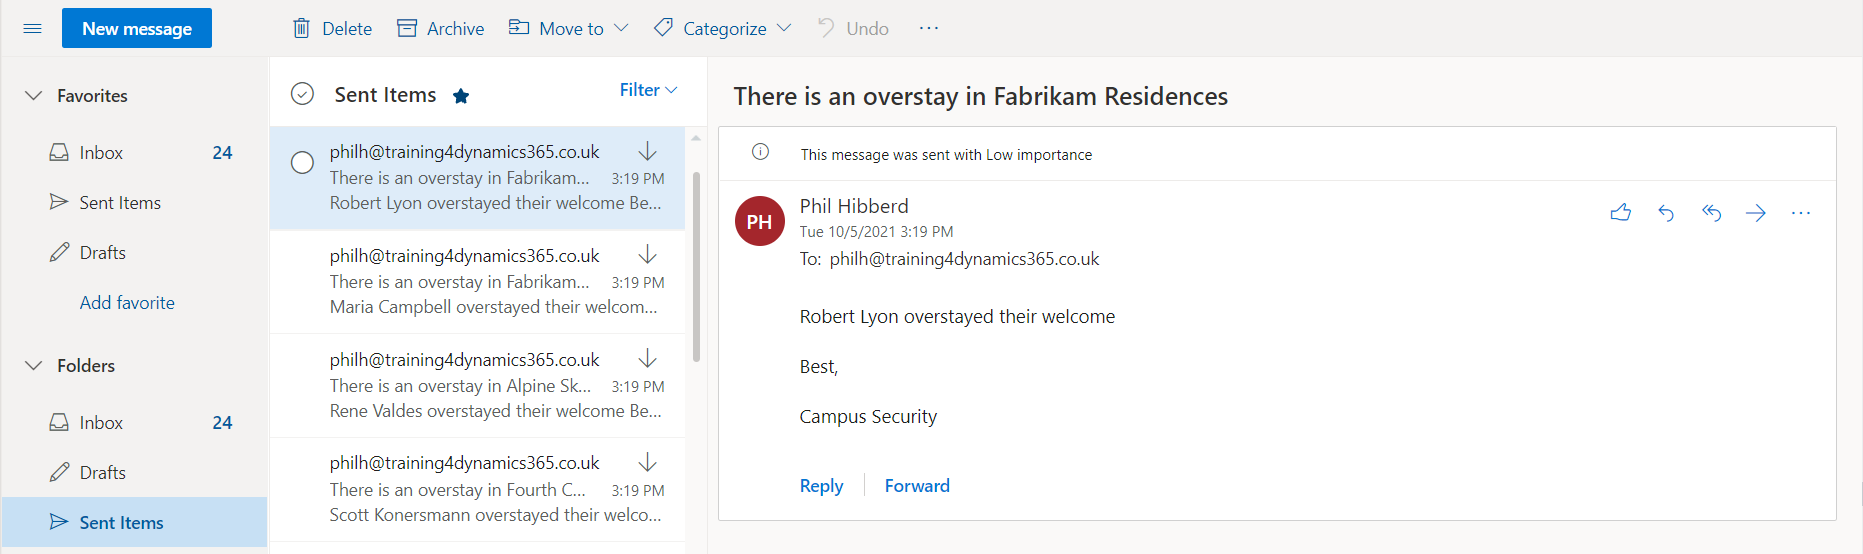 New message
Delete
Archive
Move to
Categorize
Undo
Favorites
Inbox 24
Sent Items
Drafts
Add favorite
Folders
Inbox 24
Drafts
Sent Items
Sent Items
Filter
philh@training4dynamics365.co.uk
There is an overstay in Fabrikam... 3:19 PM
Robert Lyon overstayed their welcome Be...
philh@training4dynamics365.co.uk
There is an overstay in Fabrikam... 3:19 PM
Maria Campbell overstayed their welcom...
philh@training4dynamics365.co.uk
There is an overstay in Alpine Sk... 3:19 PM
Rene Valdes overstayed their welcome Be...
philh@training4dynamics365.co.uk
There is an overstay in Fourth C... 3:19 PM
Scott Konersmann overstayed their welco...
There is an overstay in Fabrikam Residences
This message was sent with Low importance
PH
Phil Hibberd
Tue 10/5/2021 3:19 PM
To: philh@training4dynamics365.co.uk
Robert Lyon overstayed their welcome
Best,
Campus Security
Reply
Forward